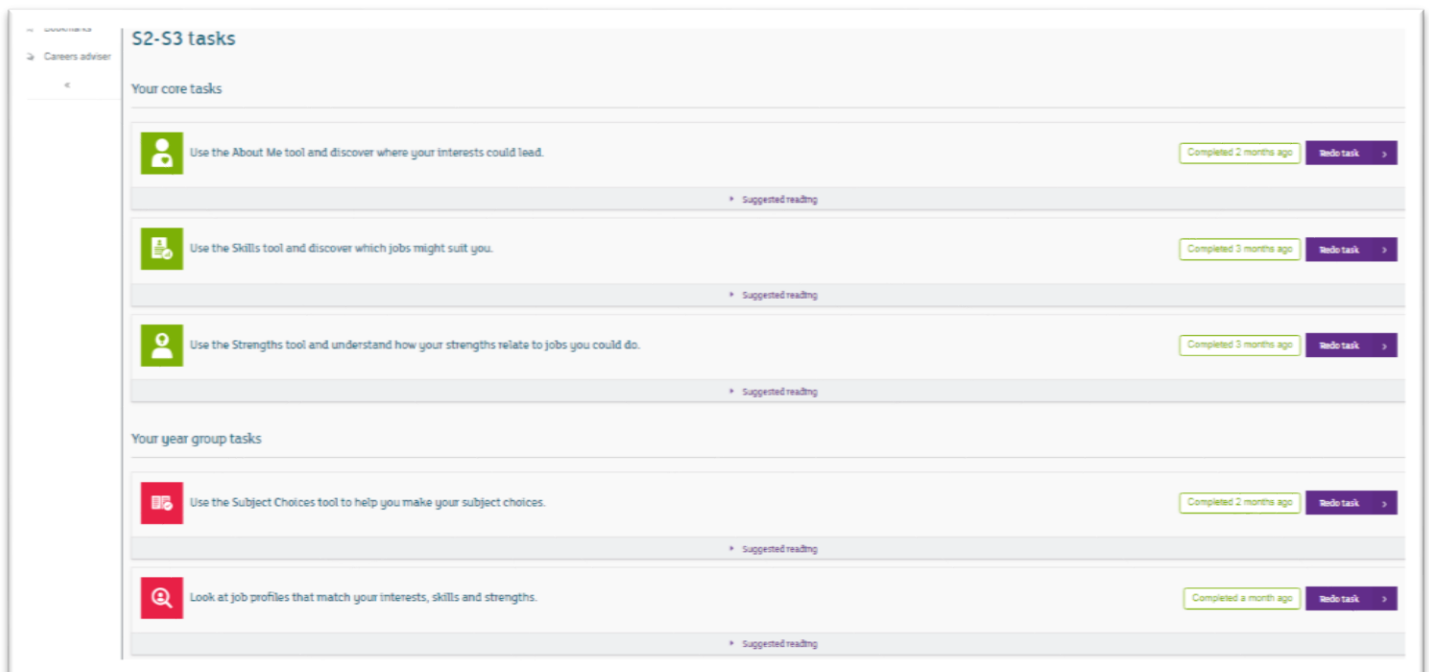 Bookmarks
S2-S3 tasks
Careers adviser
«
Your core tasks
Use the About Me tool and discover where your interests could lead.
Completed 2 months ago
Redo task >
Suggested reading
Use the Skills tool and discover which jobs might suit you.
Completed 3 months ago
Redo task >
Suggested reading
Use the Strengths tool and understand how your strengths relate to jobs you could do.
Completed 3 months ago
Redo task >
Suggested reading
Your year group tasks
Use the Subject Choices tool to help you make your subject choices.
Completed 2 months ago
Redo task >
Suggested reading
Look at job profiles that match your interests, skills and strengths.
Completed a month ago
Redo task >
Suggested reading